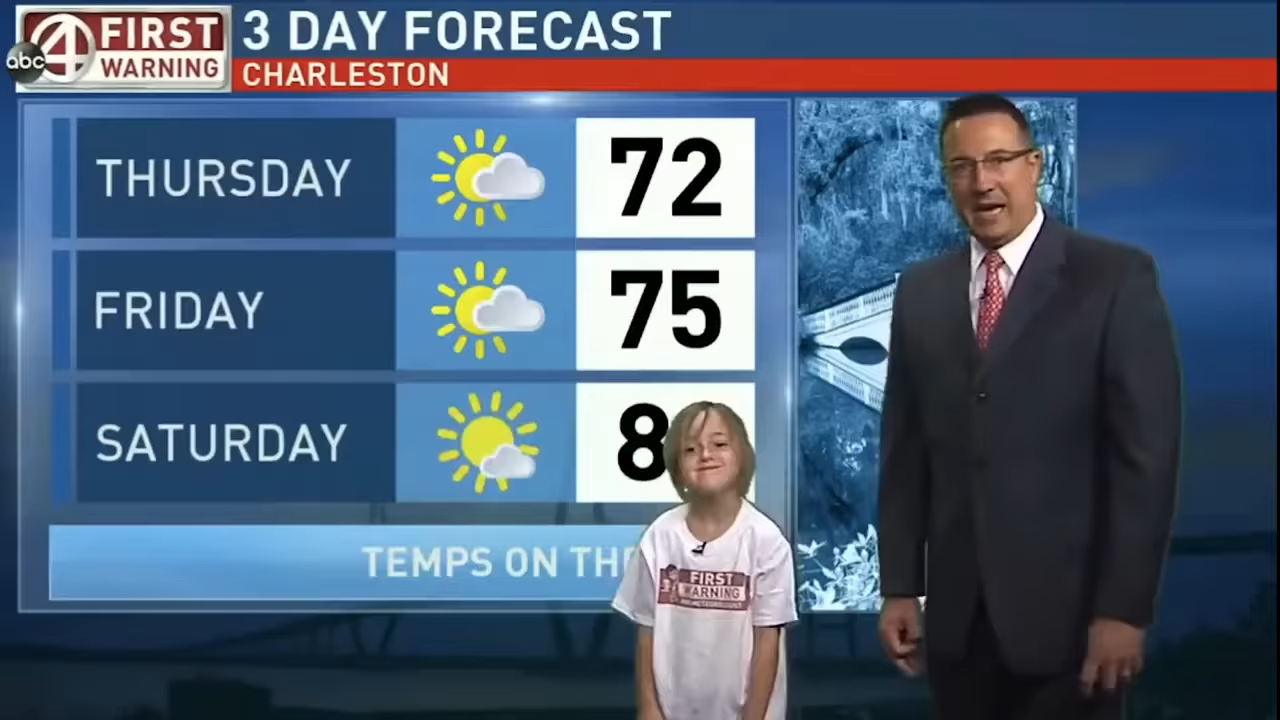 abc 4 FIRST
WARNING
3 DAY FORECAST
CHARLESTON
THURSDAY 72
FRIDAY 75
SATURDAY 8
TEMPS ON TH
FIRST
WARNING